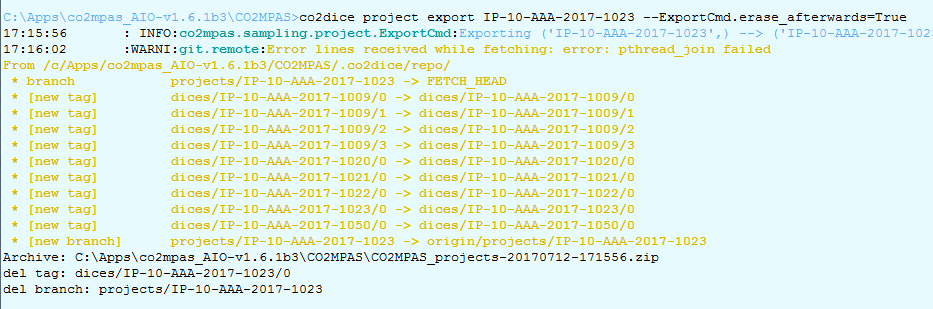 C:\Apps\co2mpas_AIO-v1.6.1b3\CO2MPAS>co2dice project export IP-10-AAA-2017-1023 --ExportCmd.erase_afterwards=True
17:15:56       : INFO:co2mpas.sampling.project.ExportCmd:Exporting ('IP-10-AAA-2017-1023',) --> ('IP-10-AAA-2017-1023
17:16:02       :WARNI:git.remote:Error lines received while fetching: error: pthread_join failed
From /c/Apps/co2mpas_AIO-v1.6.1b3/CO2MPAS/.co2dice/repo/
 * branch            projects/IP-10-AAA-2017-1023 -> FETCH_HEAD
 * [new tag]         dices/IP-10-AAA-2017-1009/0 -> dices/IP-10-AAA-2017-1009/0
 * [new tag]         dices/IP-10-AAA-2017-1009/1 -> dices/IP-10-AAA-2017-1009/1
 * [new tag]         dices/IP-10-AAA-2017-1009/2 -> dices/IP-10-AAA-2017-1009/2
 * [new tag]         dices/IP-10-AAA-2017-1009/3 -> dices/IP-10-AAA-2017-1009/3
 * [new tag]         dices/IP-10-AAA-2017-1020/0 -> dices/IP-10-AAA-2017-1020/0
 * [new tag]         dices/IP-10-AAA-2017-1021/0 -> dices/IP-10-AAA-2017-1021/0
 * [new tag]         dices/IP-10-AAA-2017-1022/0 -> dices/IP-10-AAA-2017-1022/0
 * [new tag]         dices/IP-10-AAA-2017-1023/0 -> dices/IP-10-AAA-2017-1023/0
 * [new tag]         dices/IP-10-AAA-2017-1050/0 -> dices/IP-10-AAA-2017-1050/0
 * [new branch]      projects/IP-10-AAA-2017-1023 -> origin/projects/IP-10-AAA-2017-1023
Archive: C:\Apps\co2mpas_AIO-v1.6.1b3\CO2MPAS\CO2MPAS_projects-20170712-171556.zip
del tag: dices/IP-10-AAA-2017-1023/0
del branch: projects/IP-10-AAA-2017-1023